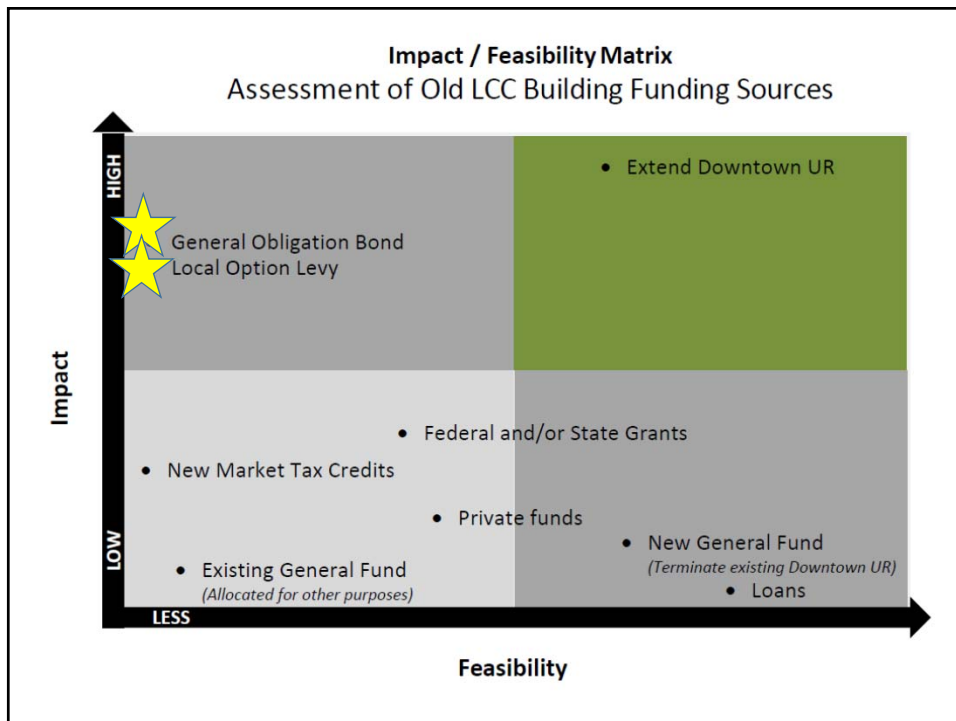 Impact / Feasibility Matrix
Assessment of Old LCC Building Funding Sources
HIGH
• Extend Downtown UR
General Obligation Bond
Local Option Levy
Impact
• Federal and/or State Grants
• New Market Tax Credits
• Private funds
LOW
• New General Fund
(Terminate existing Downtown UR)
• Existing General Fund
(Allocated for other purposes)
• Loans
LESS
Feasibility